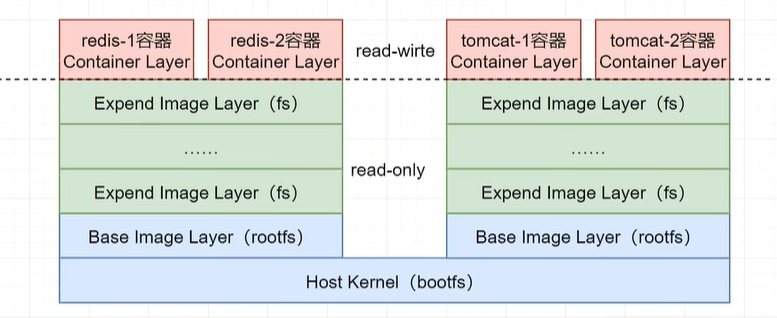 redis-1容器
Container Layer
redis-2容器
Container Layer
read-wirte
tomcat-1容器
Container Layer
tomcat-2容器
Container Layer
Expend Image Layer（fs）
Expend Image Layer（fs）
……
……
read-only
Expend Image Layer（fs）
Expend Image Layer（fs）
Base Image Layer（rootfs）
Base Image Layer（rootfs）
Host Kernel（bootfs）